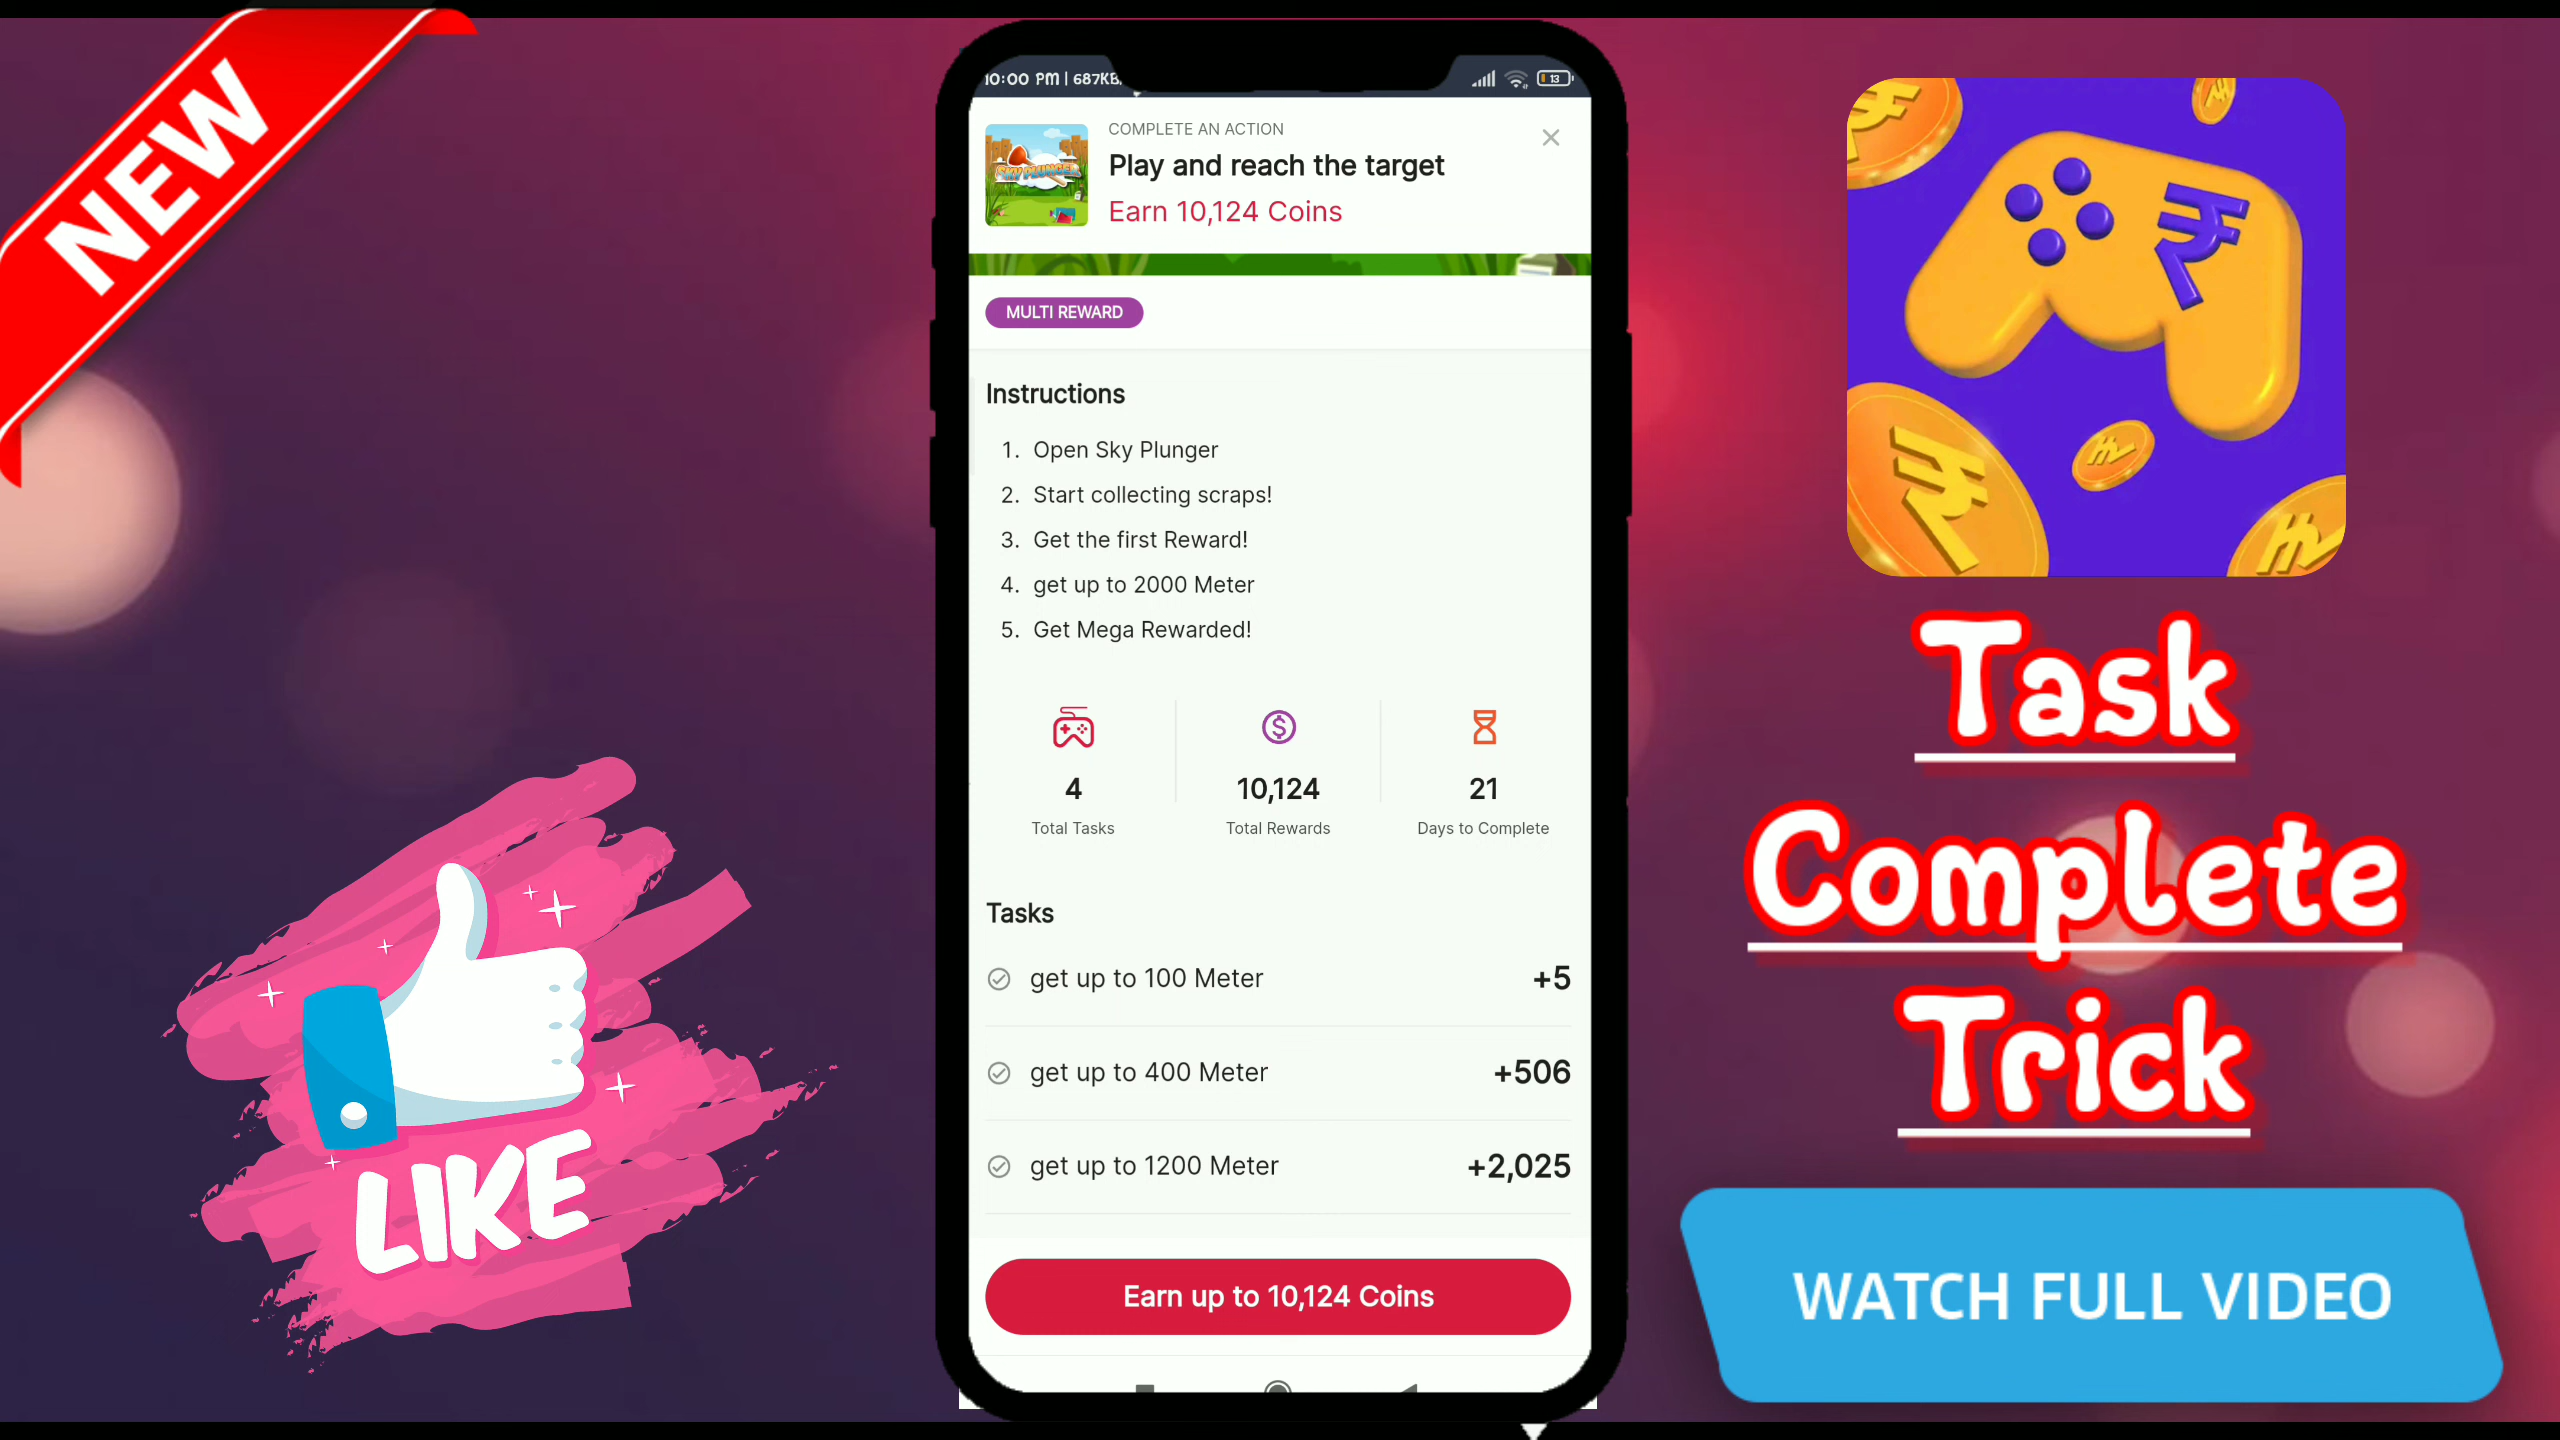 NEW
10:00 PM | 687KB
13
COMPLETE AN ACTION
Play and reach the target
Earn 10,124 Coins
SKY PLUNGER
MULTI REWARD
Instructions
1. Open Sky Plunger
2. Start collecting scraps!
3. Get the first Reward!
4. get up to 2000 Meter
5. Get Mega Rewarded!
4
Total Tasks
10,124
Total Rewards
21
Days to Complete
Tasks
get up to 100 Meter +5
get up to 400 Meter +506
get up to 1200 Meter +2,025
Earn up to 10,124 Coins
LIKE
₹
Task
Complete
Trick
WATCH FULL VIDEO